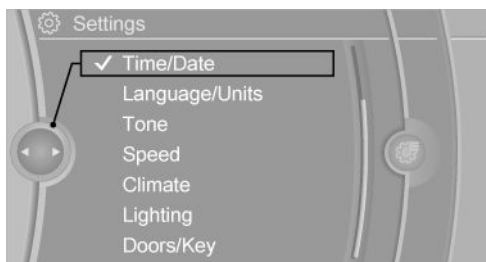 Settings
Time/Date
Language/Units
Tone
Speed
Climate
Lighting
Doors/Key